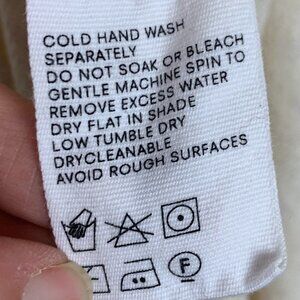 COLD HAND WASH
SEPARATELY
DO NOT SOAK OR BLEACH
GENTLE MACHINE SPIN TO
REMOVE EXCESS WATER
DRY FLAT IN SHADE
LOW TUMBLE DRY
DRYCLEANABLE
AVOID ROUGH SURFACES
F